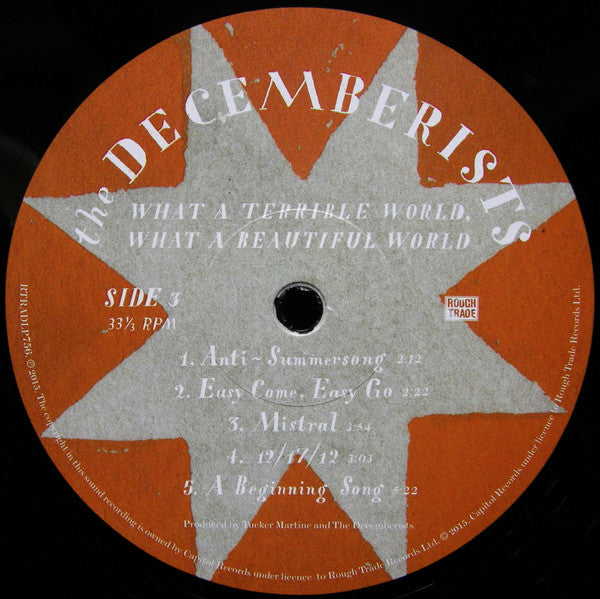 the DECEMBERISTS
WHAT A TERRIBLE WORLD,
WHAT A BEAUTIFUL WORLD
SIDE 3
33⅓ RPM
ROUGH
TRADE
1. Anti~Summersong 2:12
2. Easy Come, Easy Go 2:22
3. Mistral 3:54
4. 12/17/12 3.03
5. A Beginning Song 5:22
Produced by Tucker Martine and The Decemberists
RTRADLP756. ℗ 2015. The copyright in this sound recording is owned by Capitol Records under licence to Rough Trade Records Ltd. © 2015. Capitol Records under licence to Rough Trade Records Ltd.